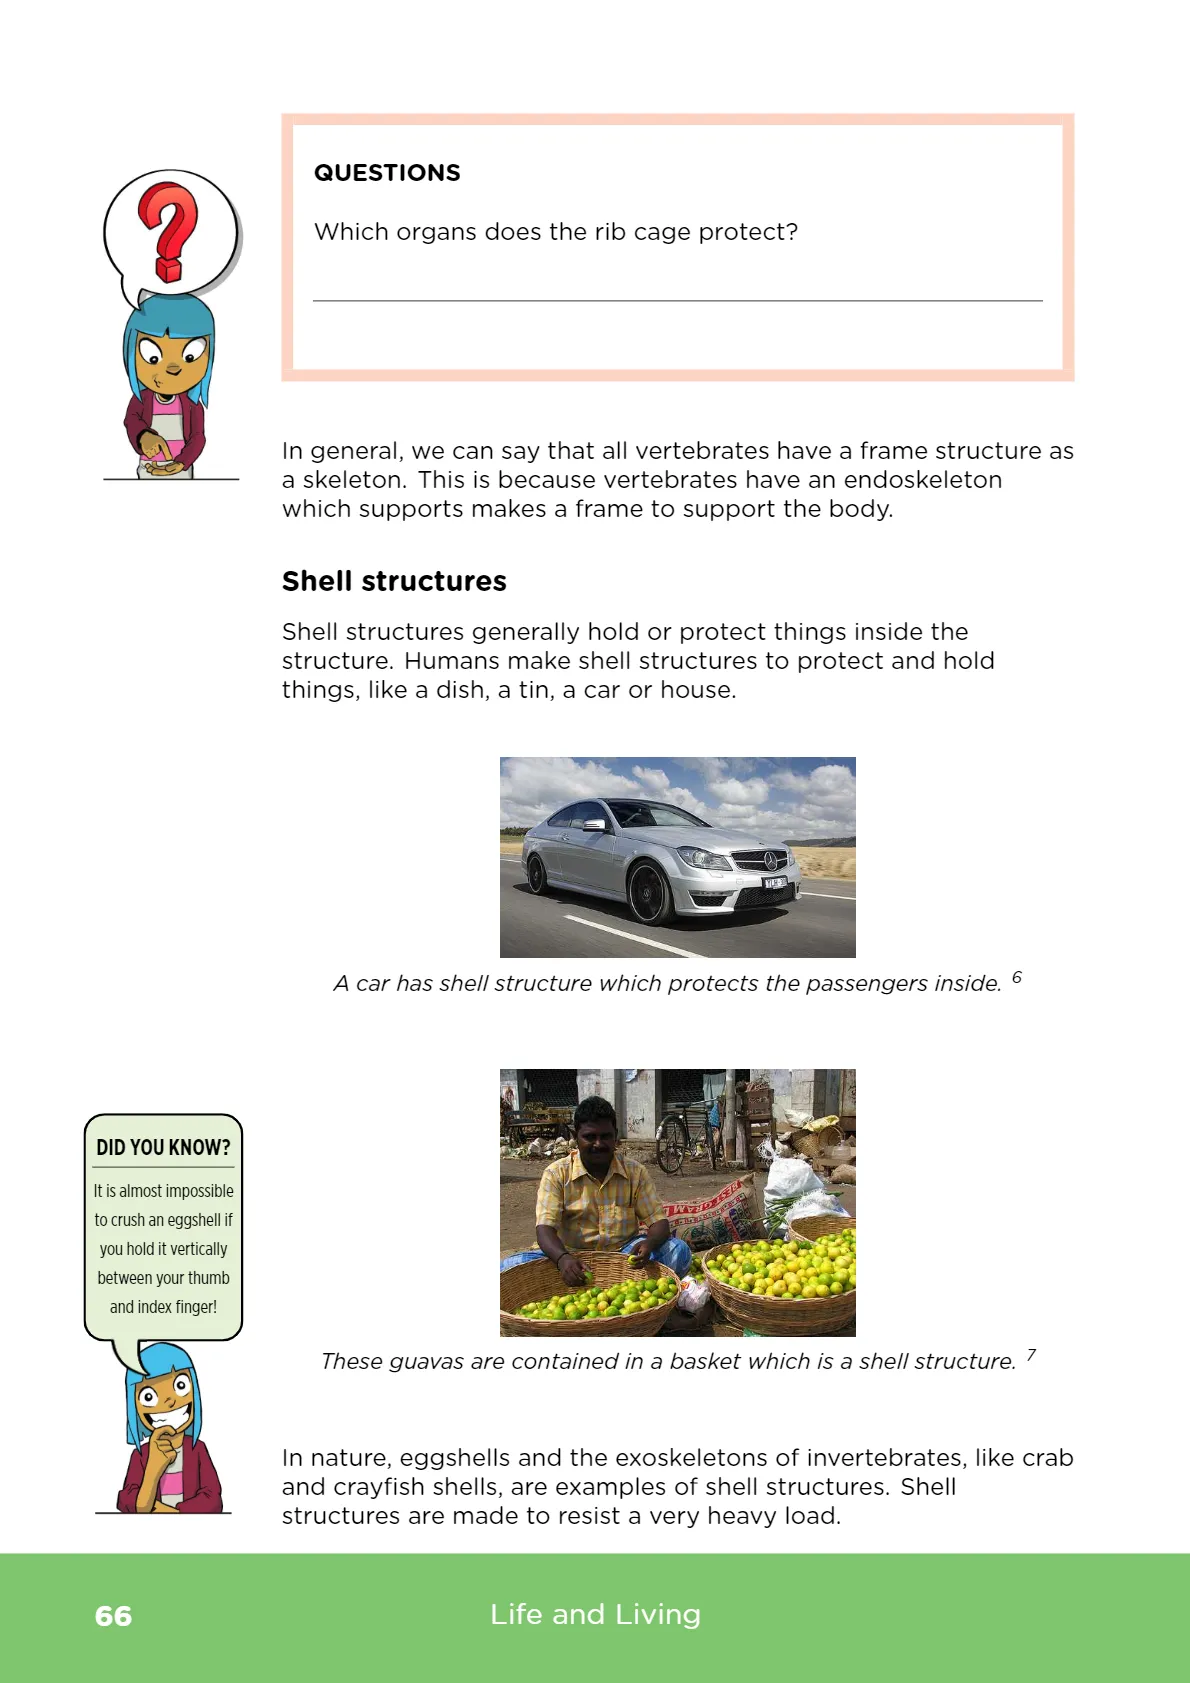 QUESTIONS
Which organs does the rib cage protect?
In general, we can say that all vertebrates have a frame structure as
a skeleton. This is because vertebrates have an endoskeleton
which supports makes a frame to support the body.
Shell structures
Shell structures generally hold or protect things inside the
structure. Humans make shell structures to protect and hold
things, like a dish, a tin, a car or house.
A car has shell structure which protects the passengers inside. 6
DID YOU KNOW?
It is almost impossible
to crush an eggshell if
you hold it vertically
between your thumb
and index finger!
These guavas are contained in a basket which is a shell structure. 7
In nature, eggshells and the exoskeletons of invertebrates, like crab
and crayfish shells, are examples of shell structures. Shell
structures are made to resist a very heavy load.
66
Life and Living